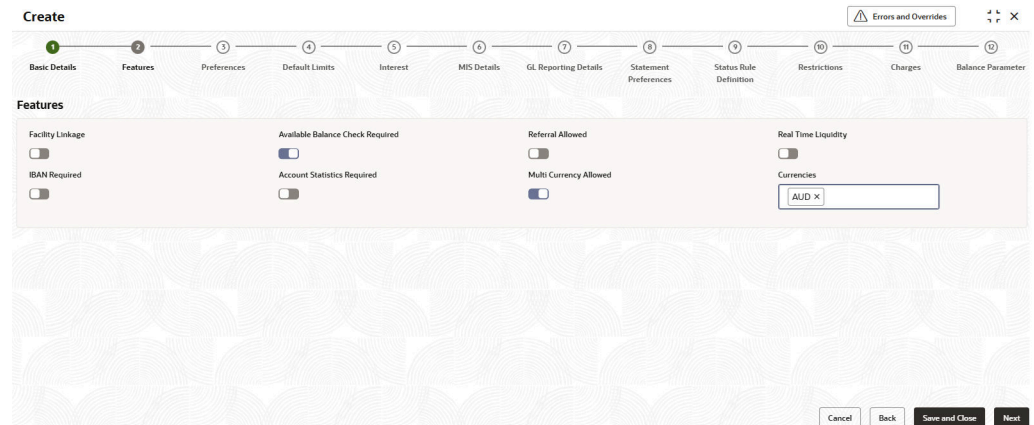 Create
Errors and Overrides
1 2 3 4 5 6 7 8 9 10 11 12
Basic Details Features Preferences Default Limits Interest MIS Details GL Reporting Details Statement Preferences Status Rule Definition Restrictions Charges Balance Parameter
Features
Facility Linkage Available Balance Check Required Referral Allowed Real Time Liquidity
IBAN Required Account Statistics Required Multi Currency Allowed Currencies
AUD ×
Cancel Back Save and Close Next